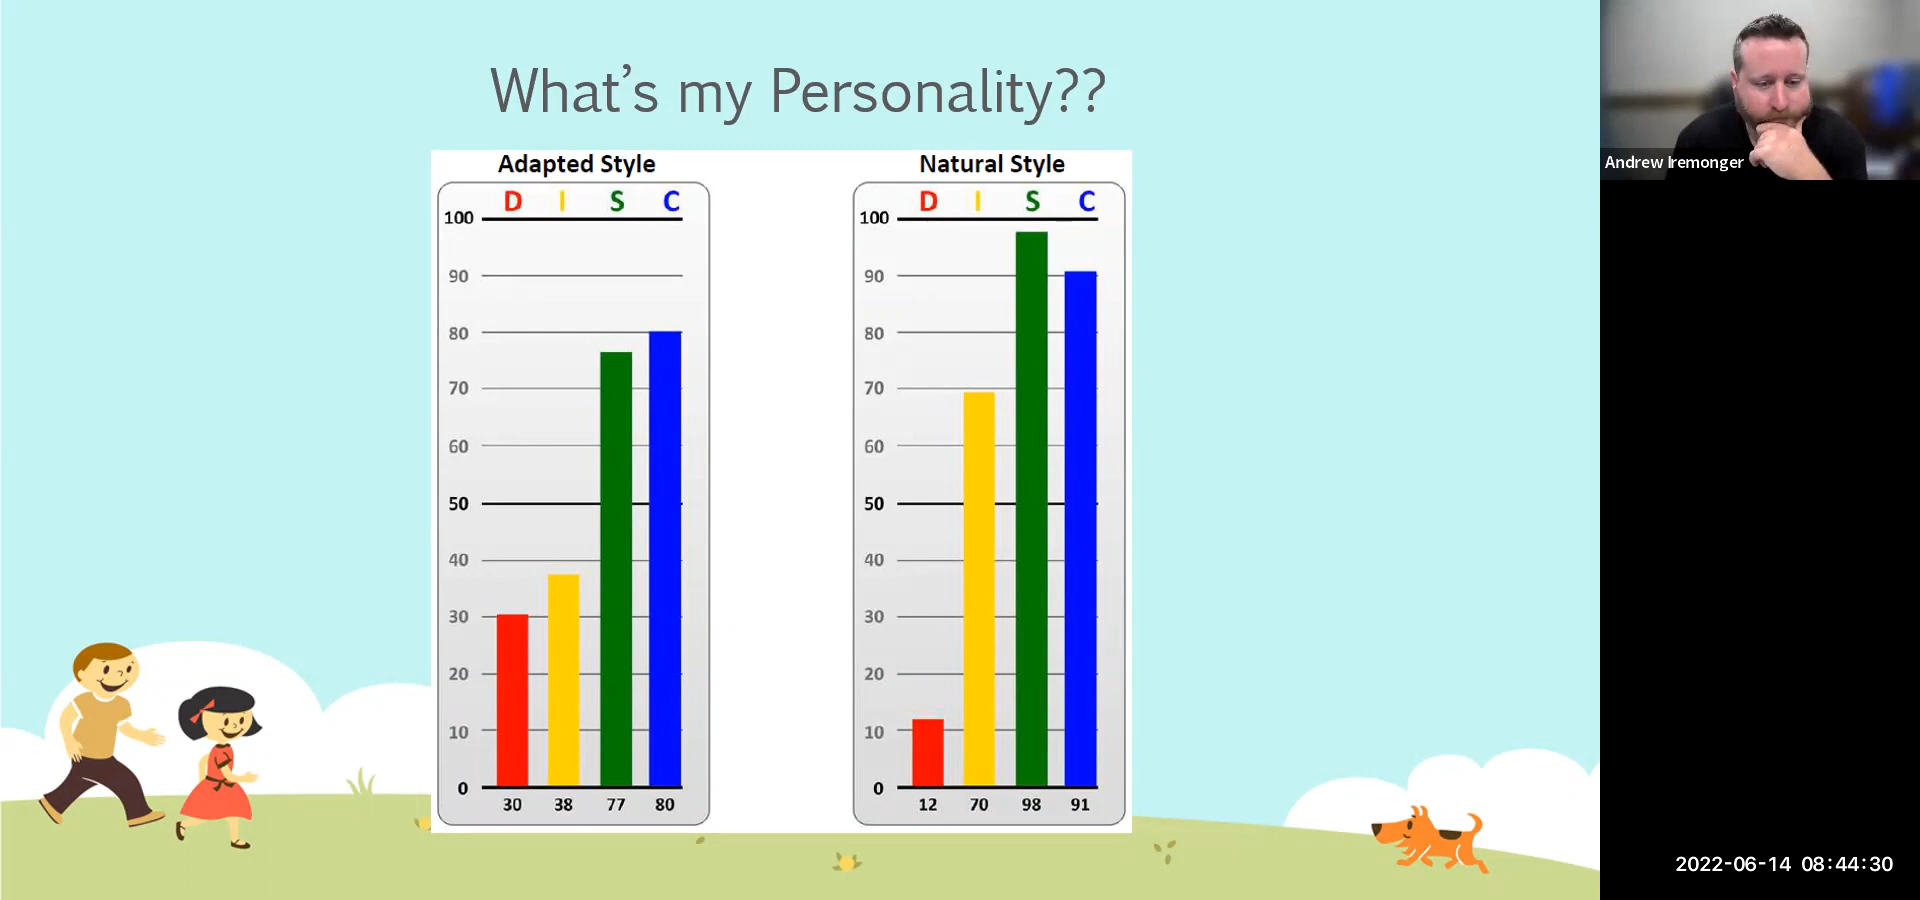 What's my Personality??
Adapted Style
D I S C
100
90
80
70
60
50
40
30
20
10
0
30 38 77 80
Natural Style
D I S C
100
90
80
70
60
50
40
30
20
10
0
12 70 98 91
Andrew Iremonger
2022-06-14 08:44:30